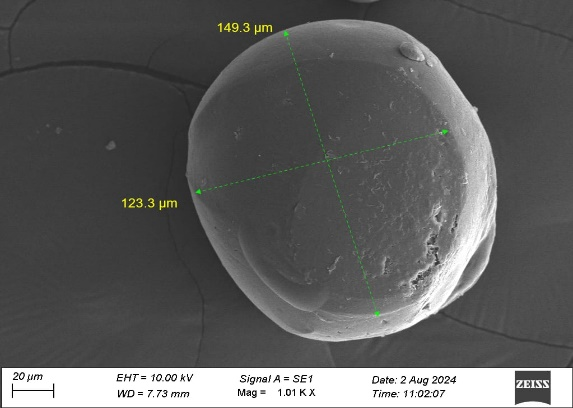 149.3 µm
123.3 µm
20 µm
EHT = 10.00 kV
WD = 7.73 mm
Signal A = SE1
Mag = 1.01 K X
Date: 2 Aug 2024
Time: 11:02:07
ZEISS